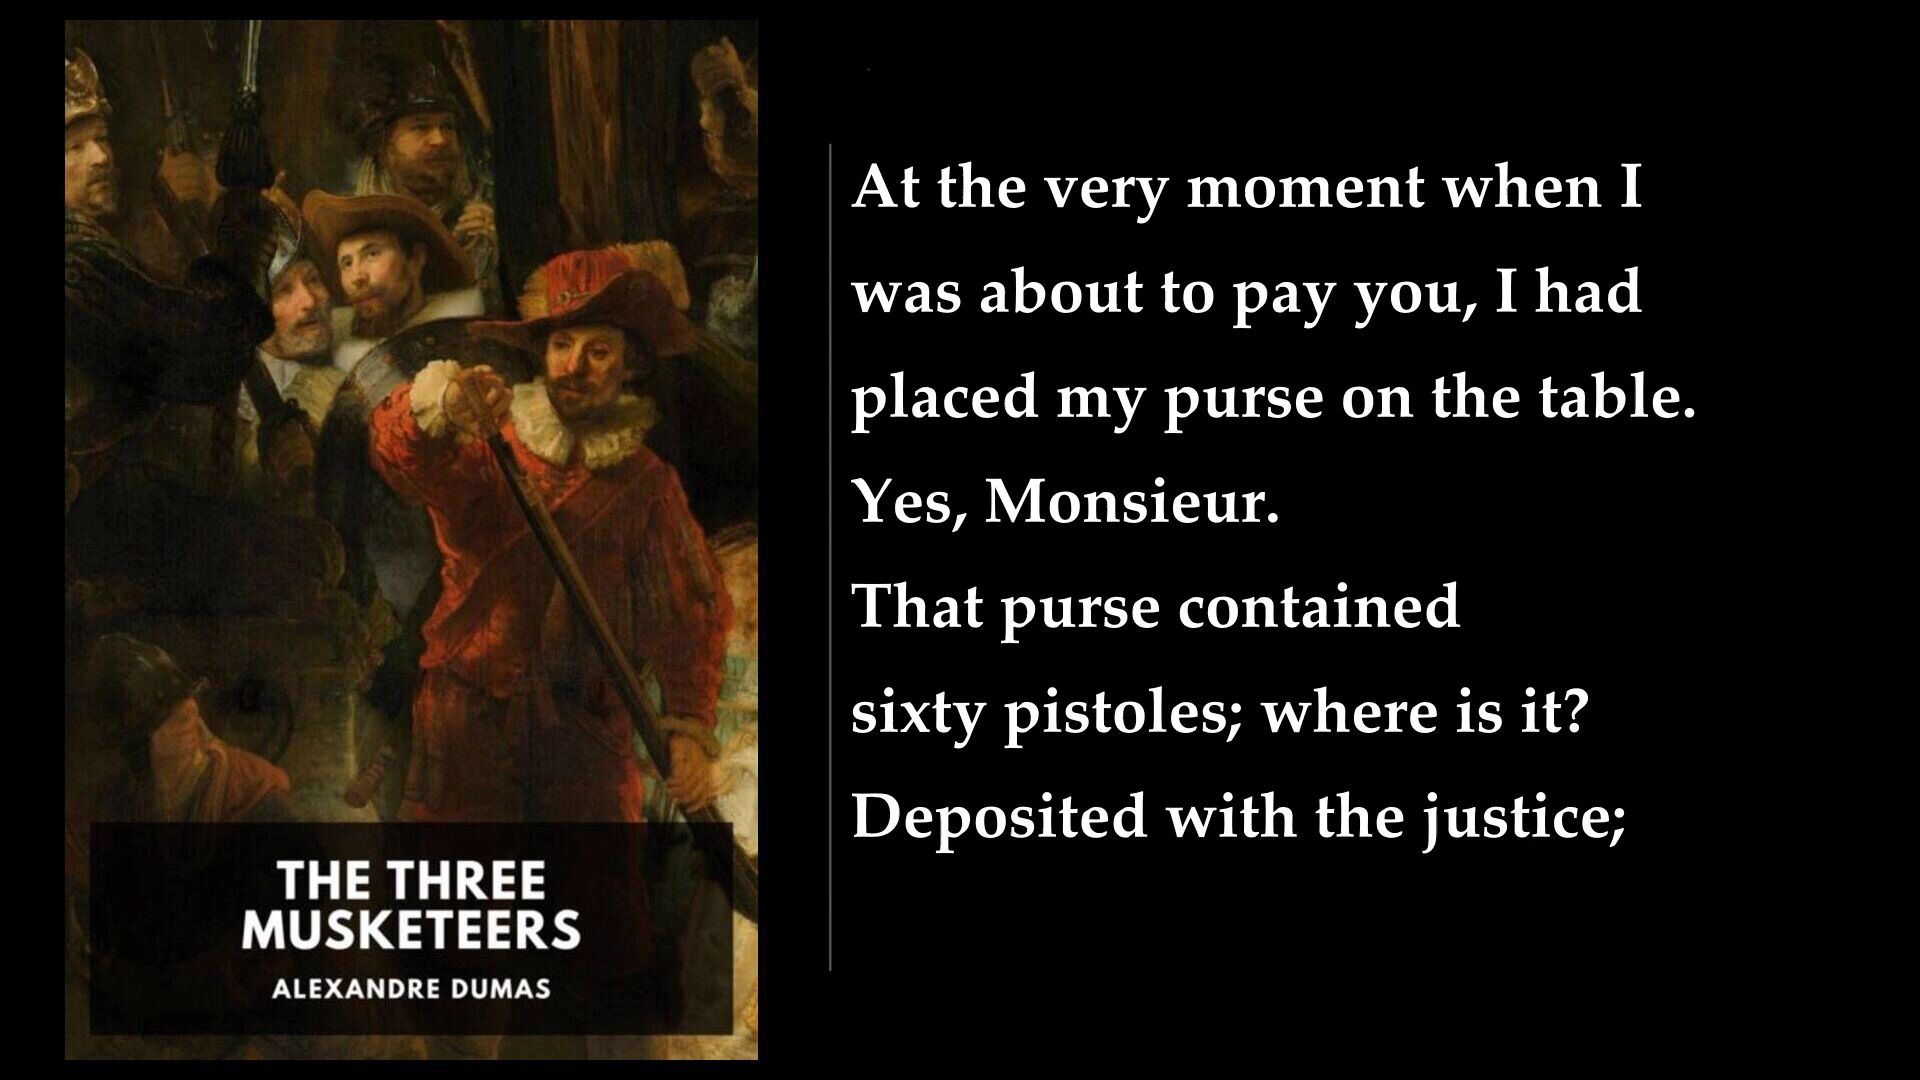 THE THREE
MUSKETEERS
ALEXANDRE DUMAS
At the very moment when I
was about to pay you, I had
placed my purse on the table.
Yes, Monsieur.
That purse contained
sixty pistoles; where is it?
Deposited with the justice;